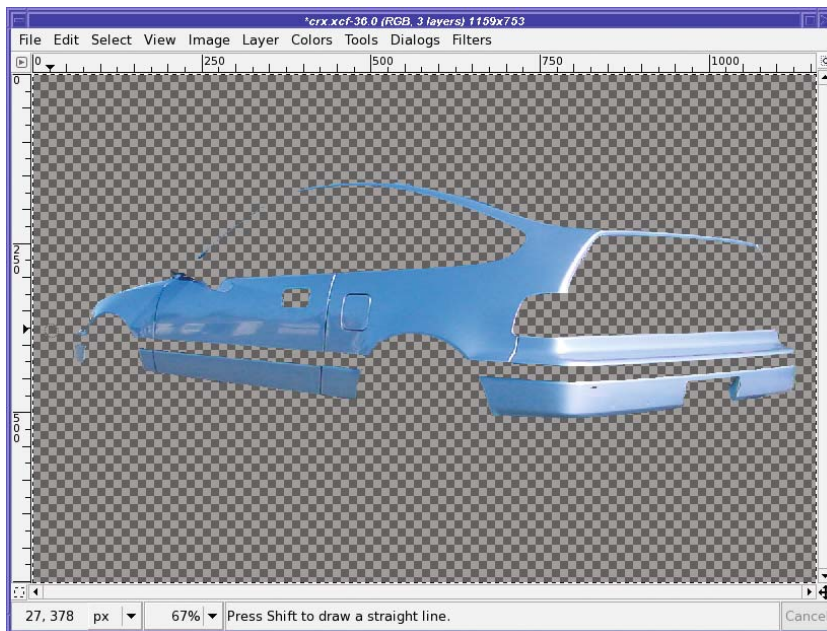 *crx.xcf-36.0 (RGB, 3 layers) 1159x753
File Edit Select View Image Layer Colors Tools Dialogs Filters
0 250 500 750 1000
0
250
500
27, 378 px 67% Press Shift to draw a straight line. Cance